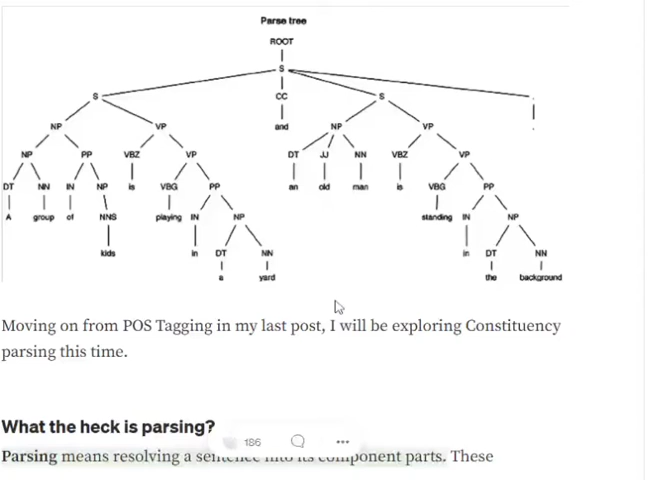 Parse tree
ROOT
S
S CC S .
NP VP and NP VP .
NP PP VBZ VP DT JJ NN VBZ VP
DT NN IN NP is VBG PP an old man is VBG PP
A group of NNS playing IN NP standing IN NP
kids in DT NN in DT NN
a yard the background
Moving on from POS Tagging in my last post, I will be exploring Constituency
parsing this time.
What the heck is parsing?
186
Parsing means resolving a sentence into its component parts. These